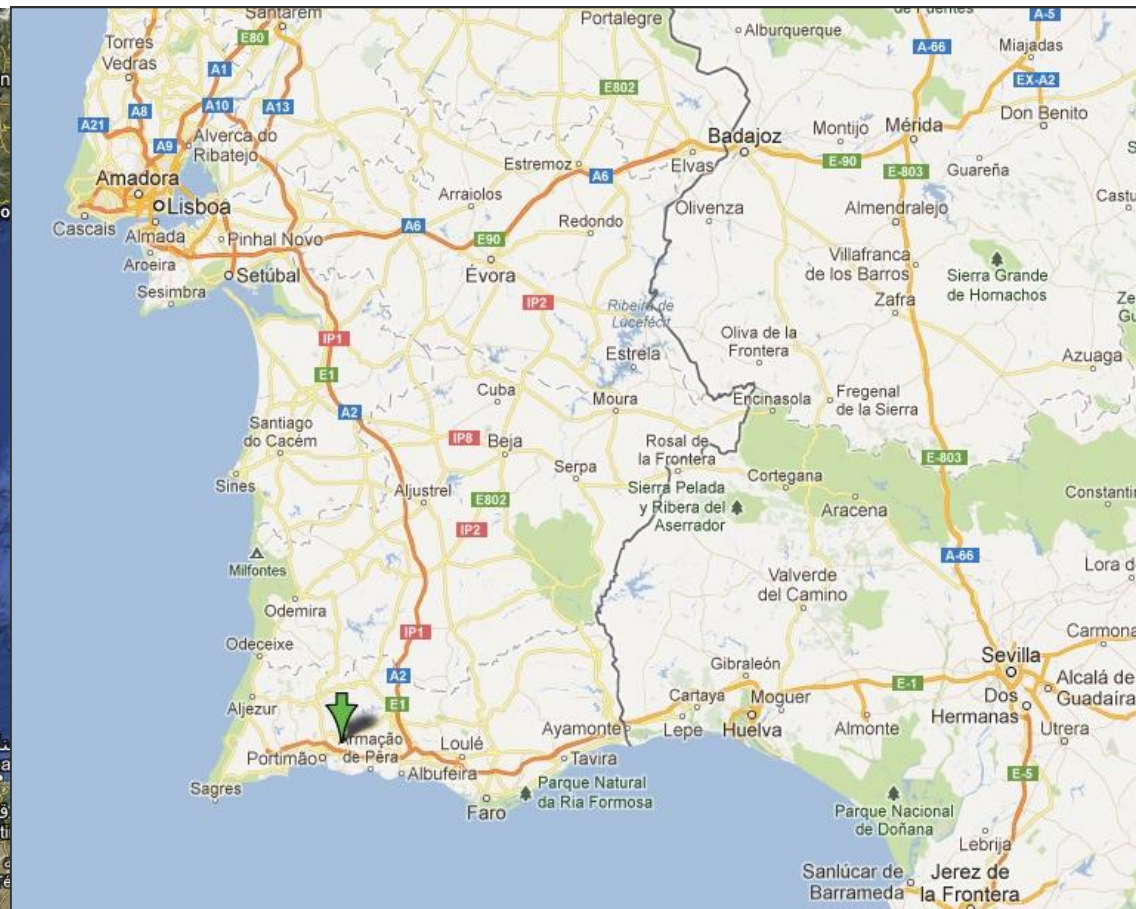 Santarém
Portalegre
de Fuentes
A-5
Torres
Vedras
E80
Alburquerque
A-66
Miajadas
A1
E802
EX-A2
A8
A10
A13
Don Benito
A21
A9
Alverca do
Ribatejo
Badajoz
Montijo
Mérida
Estremoz
A6
Elvas
E-90
Guareña
Amadora
Arraiolos
E-803
Lisboa
Redondo
Olivenza
Almendralejo
Cascais
Almada
Pinhal Novo
A6
E90
Aroeira
Setúbal
Évora
Villafranca
de los Barros
Sierra Grande
de Hornachos
Sesimbra
IP2
Ribeira de
Lucefécit
Zafra
IP1
Oliva de la
Frontera
Estrela
Azuaga
E1
Cuba
Moura
Encinasola
Fregenal
de la Sierra
A2
Santiago
do Cacém
IP8
Beja
Rosal de
la Frontera
E-803
Serpa
Cortegana
Sines
Aljustrel
E802
Sierra Pelada
y Ribera del
Aserrador
Aracena
IP2
A-66
Milfontes
Valverde
del Camino
Odemira
IP1
Carmona
Odeceixe
Sevilla
Gibraleón
A2
E-1
Alcalá de
Guadaíra
Aljezur
E1
Cartaya
Moguer
Dos
Hermanas
Ayamonte
Lepe
Huelva
Almonte
Utrera
Armação
de Pêra
Loulé
Portimão
Albufeira
Tavira
E-5
Sagres
Parque Natural
da Ria Formosa
Faro
Parque Nacional
de Doñana
Lebrija
Sanlúcar de
Barrameda
Jerez de
la Frontera